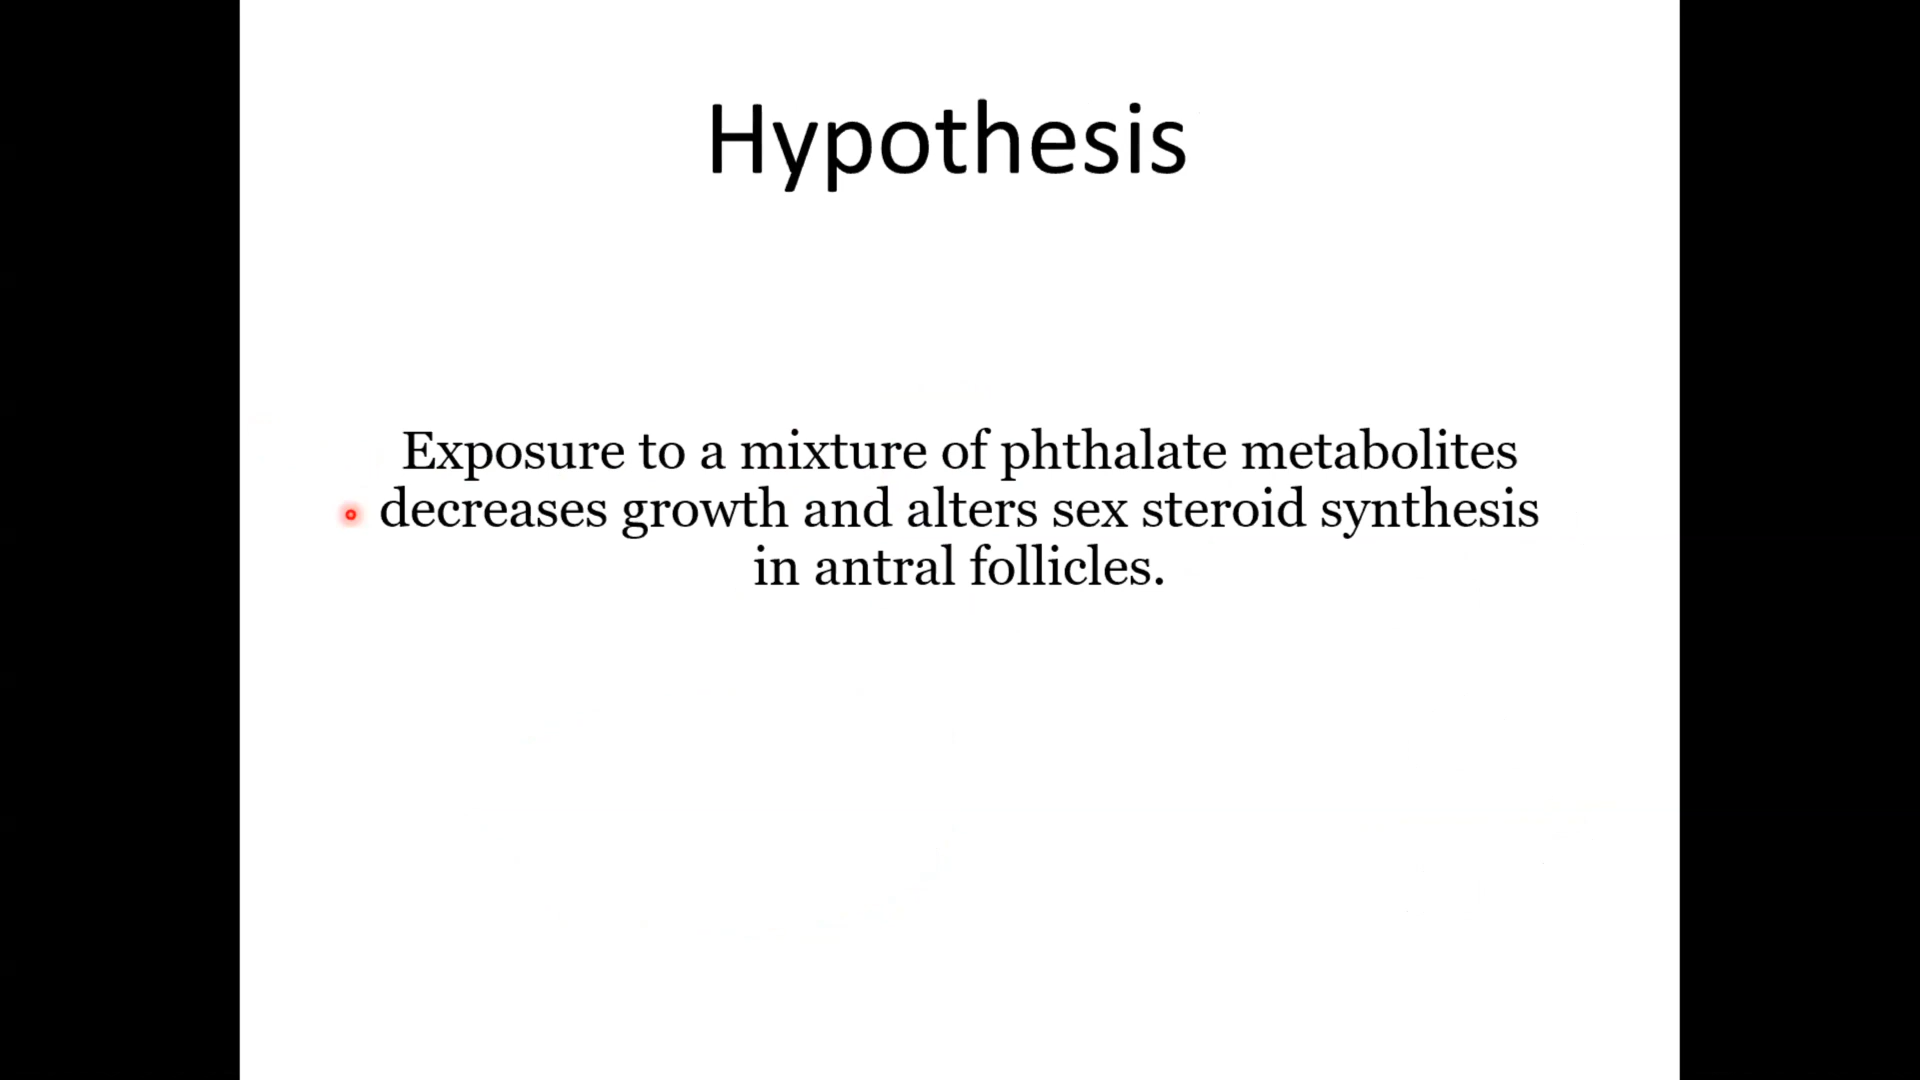 Hypothesis
Exposure to a mixture of phthalate metabolites
decreases growth and alters sex steroid synthesis
in antral follicles.